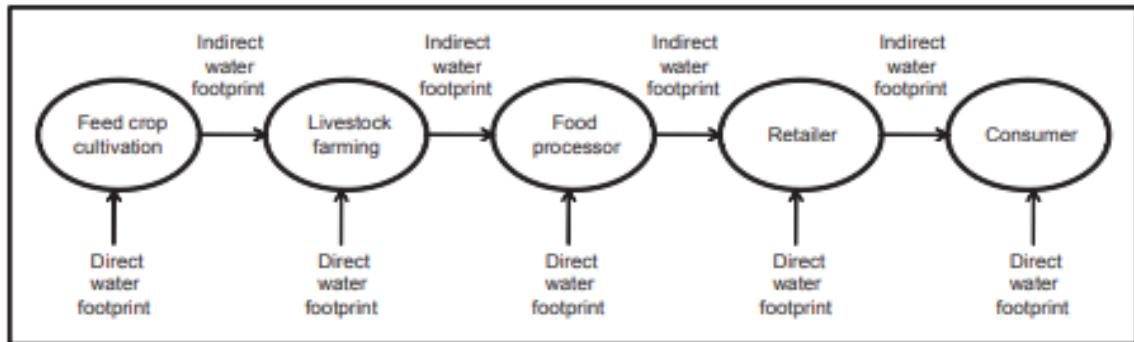 Indirect
water
footprint
Indirect
water
footprint
Indirect
water
footprint
Indirect
water
footprint
Feed crop
cultivation
Livestock
farming
Food
processor
Retailer
Consumer
Direct
water
footprint
Direct
water
footprint
Direct
water
footprint
Direct
water
footprint
Direct
water
footprint